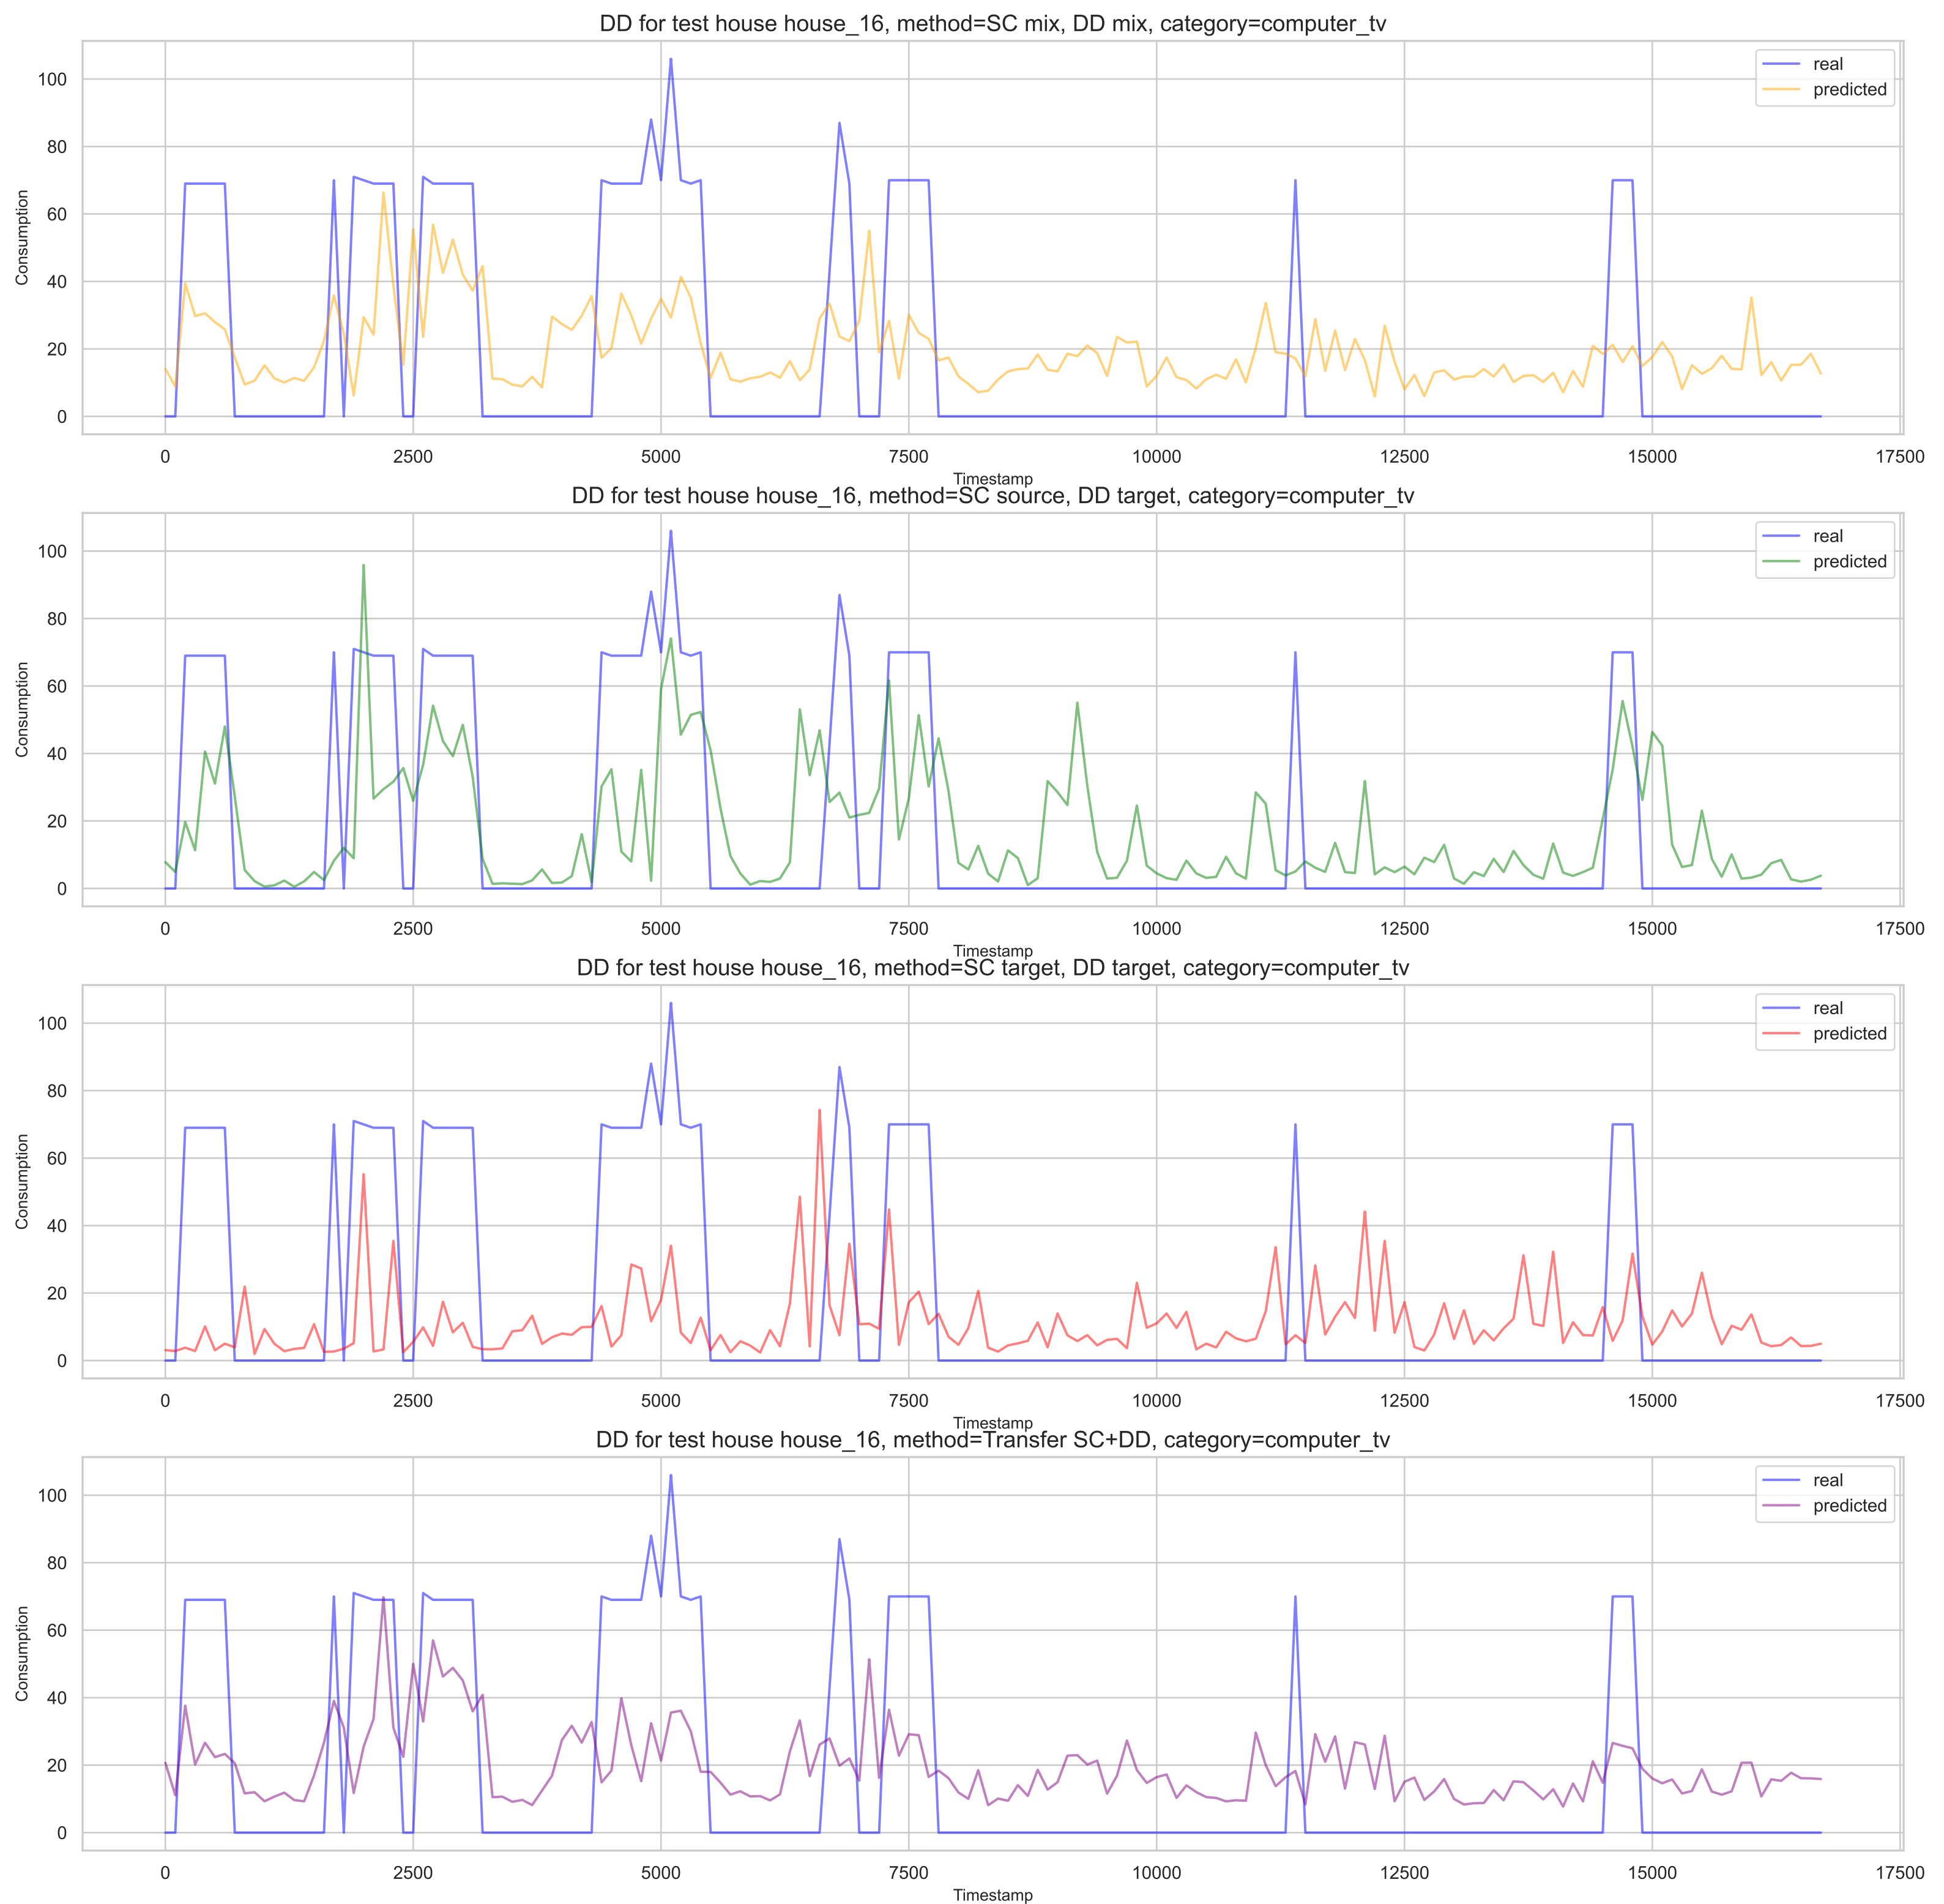 DD for test house house_16, method=SC mix, DD mix, category=computer_tv
real
predicted
Consumption
100
80
60
40
20
0
0 2500 5000 7500 10000 12500 15000 17500
Timestamp
DD for test house house_16, method=SC source, DD target, category=computer_tv
real
predicted
Consumption
100
80
60
40
20
0
0 2500 5000 7500 10000 12500 15000 17500
Timestamp
DD for test house house_16, method=SC target, DD target, category=computer_tv
real
predicted
Consumption
100
80
60
40
20
0
0 2500 5000 7500 10000 12500 15000 17500
Timestamp
DD for test house house_16, method=Transfer SC+DD, category=computer_tv
real
predicted
Consumption
100
80
60
40
20
0
0 2500 5000 7500 10000 12500 15000 17500
Timestamp